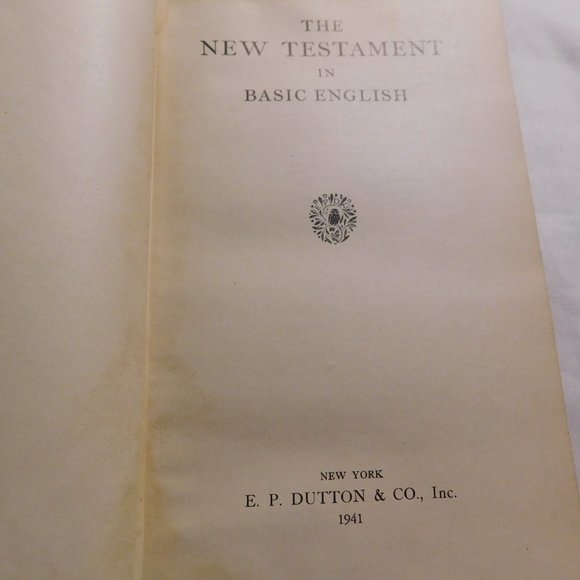 THE
NEW TESTAMENT
IN
BASIC ENGLISH
NEW YORK
E. P. DUTTON & CO., Inc.
1941